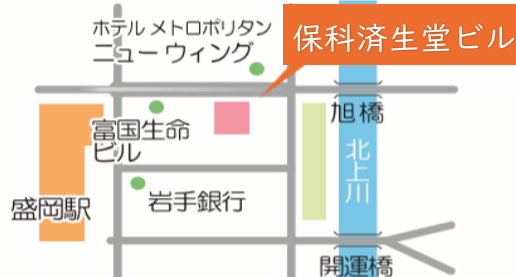 ホテル メトロポリタン
ニュー ウィング
保科済生堂ビル
旭橋
富国生命
ビル
北上川
岩手銀行
盛岡駅
開運橋